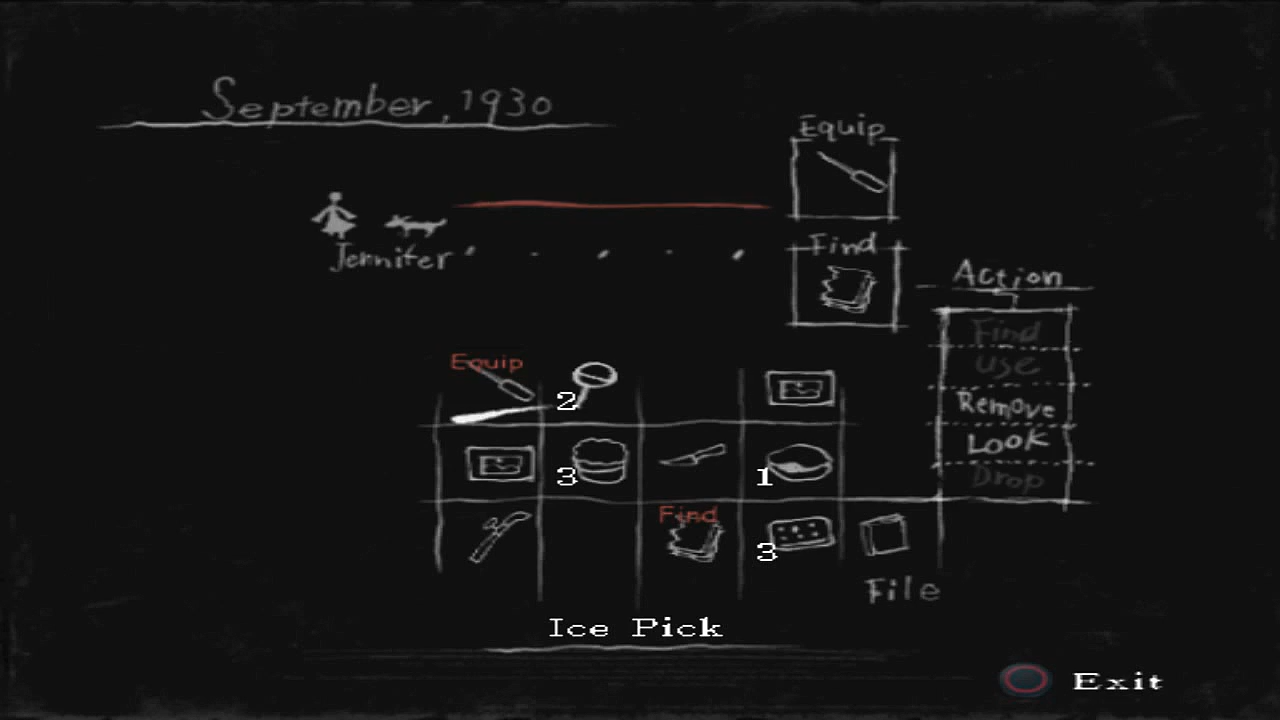 September, 1930
Equip
Jennifer
Find
Action
Find
Use
Remove
Look
Drop
Equip
2
3
1
Find
3
File
Ice Pick
Exit